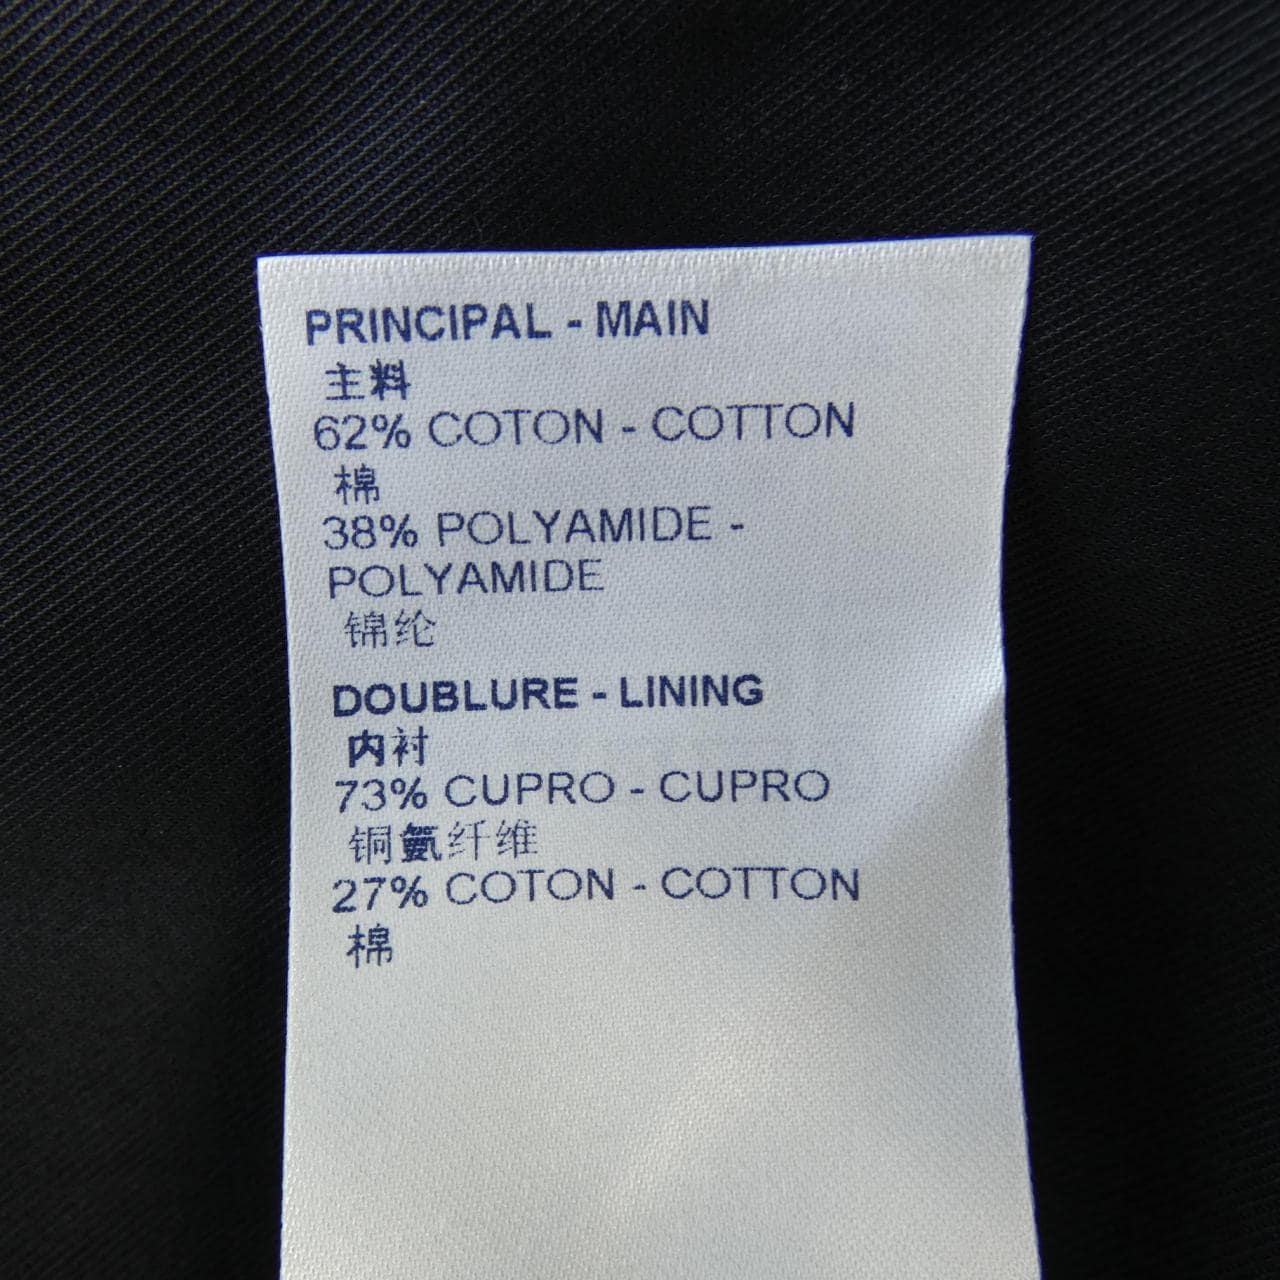 PRINCIPAL - MAIN
主料
62% COTON - COTTON
棉
38% POLYAMIDE -
POLYAMIDE
锦纶
DOUBLURE - LINING
内衬
73% CUPRO - CUPRO
铜氨纤维
27% COTON - COTTON
棉